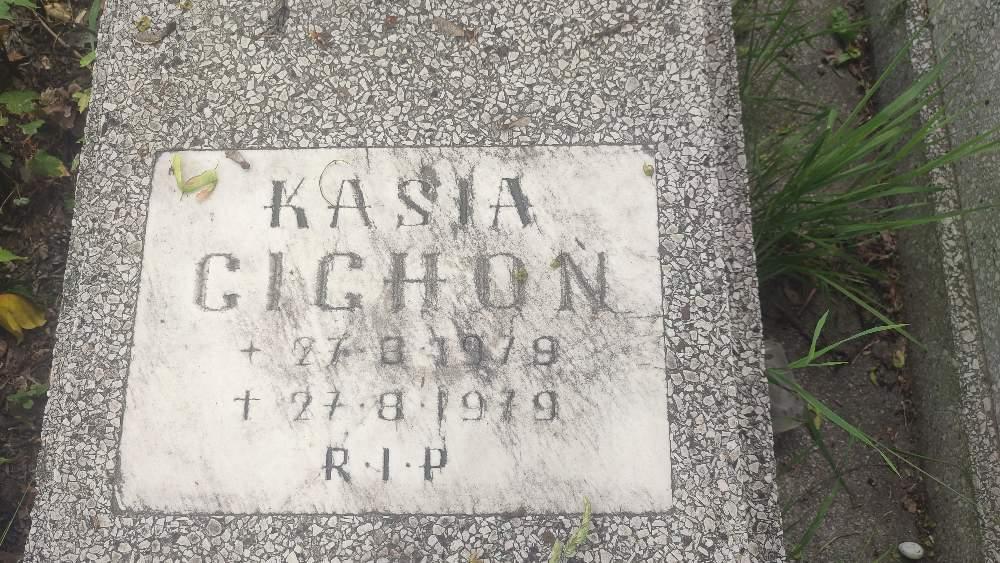 KASIA
CICHOŃ
+ 27·8·1979
+ 27·8·1979
R·I·P